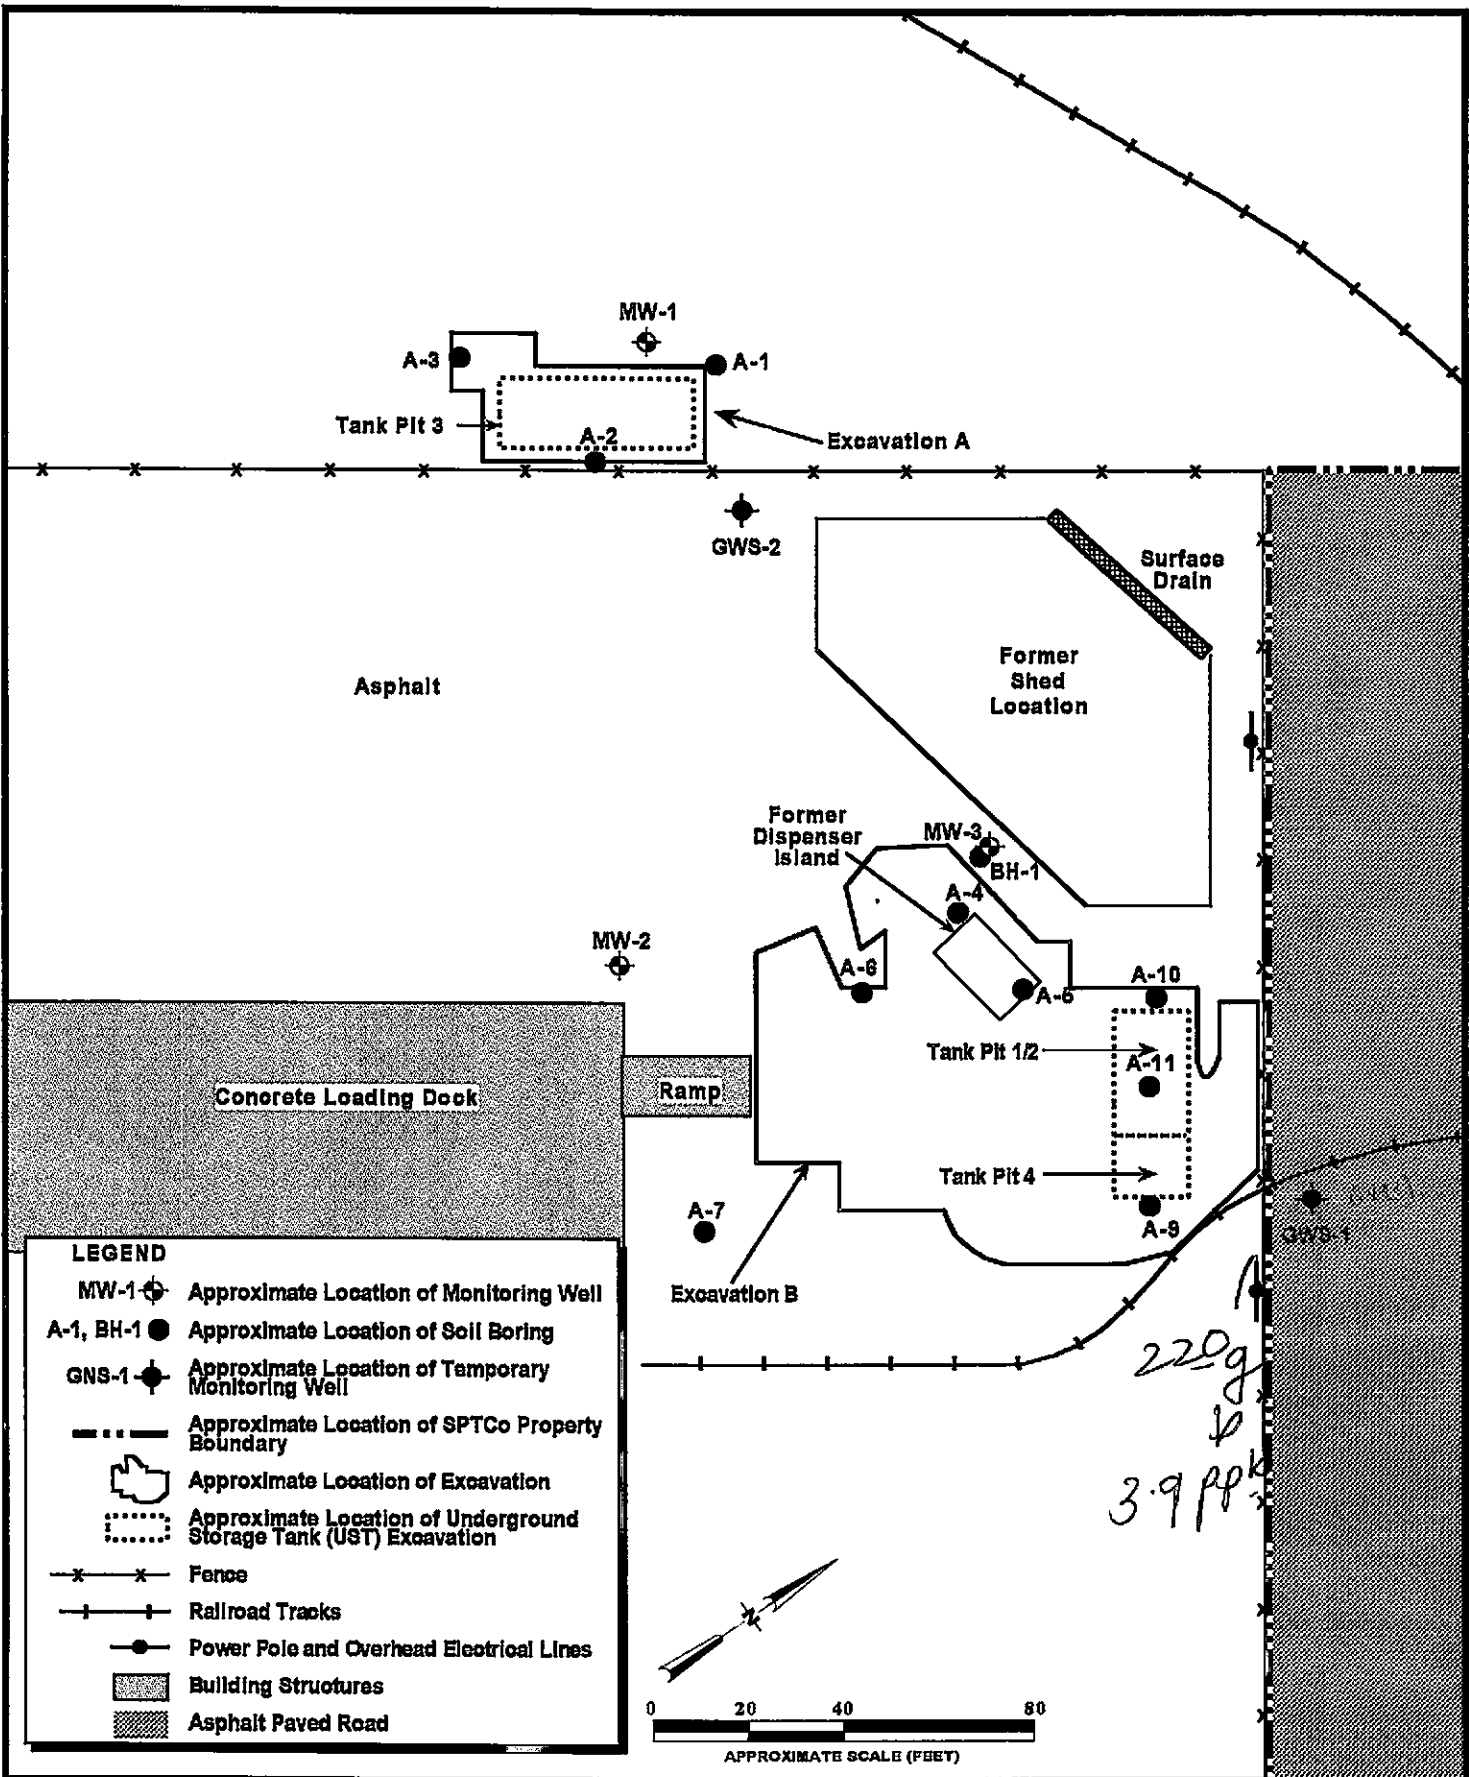 MW-1
A-3
A-1
Tank Pit 3
A-2
Excavation A
GWS-2
Surface
Drain
Asphalt
Former
Shed
Location
Former
Dispenser
Island
MW-3
BH-1
A-4
MW-2
A-6
A-10
Tank Pit 1/2
A-11
Concrete Loading Dock
Ramp
Tank Pit 4
A-7
A-9
GWS-1
Excavation B
LEGEND
MW-1 Approximate Location of Monitoring Well
A-1, BH-1 Approximate Location of Soil Boring
GNS-1 Approximate Location of Temporary
Monitoring Well
Approximate Location of SPTCo Property
Boundary
Approximate Location of Excavation
Approximate Location of Underground
Storage Tank (UST) Excavation
Fence
Railroad Tracks
Power Pole and Overhead Electrical Lines
Building Structures
Asphalt Paved Road
220g
b
3.9 ppb
N
0 20 40 80
APPROXIMATE SCALE (FEET)